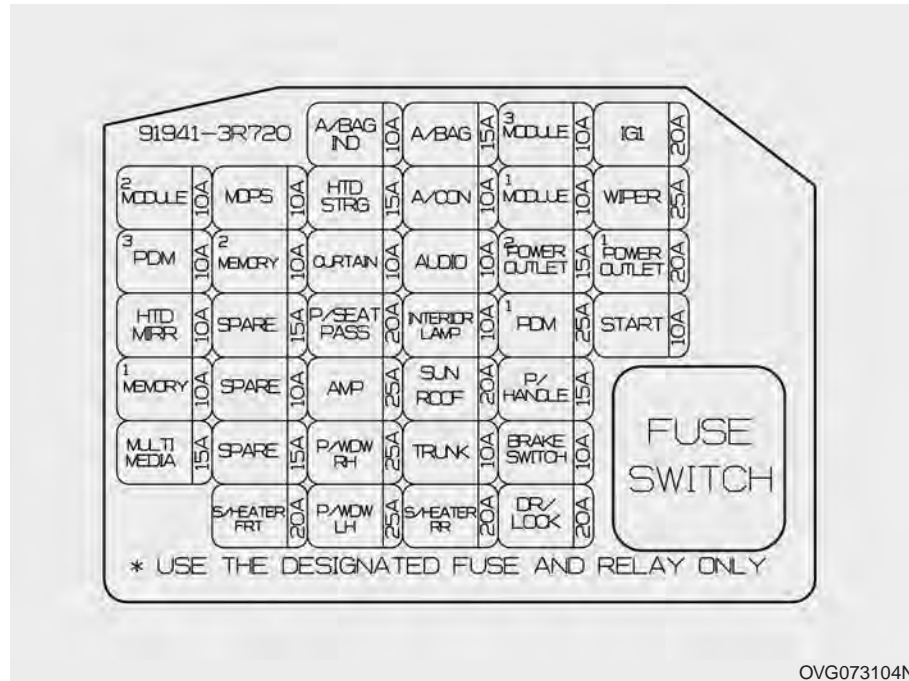 91941-3R720
A/BAG
IND
10A
A/BAG
15A
3
MODULE
10A
IG1
20A
2
MODULE
10A
MDPS
10A
HTD
STRG
15A
A/CON
10A
1
MODLUE
10A
WIPER
25A
3
PDM
10A
2
MEMORY
10A
CURTAIN
10A
AUDIO
10A
2
POWER
OUTLET
15A
1
POWER
OUTLET
20A
HTD
MIRR
10A
SPARE
15A
P/SEAT
PASS
20A
INTERIOR
LAMP
10A
1
PDM
25A
START
10A
1
MEMORY
10A
SPARE
10A
AMP
25A
SUN
ROOF
20A
P/
HANDLE
15A
FUSE
SWITCH
MULTI
MEDIA
15A
SPARE
15A
P/WDW
RH
25A
TRUNK
10A
BRAKE
SWITCH
10A
S/HEATER
FRT
20A
P/WDW
LH
25A
S/HEATER
RR
20A
DR/
LOCK
20A
* USE THE DESIGNATED FUSE AND RELAY ONLY
OVG073104N